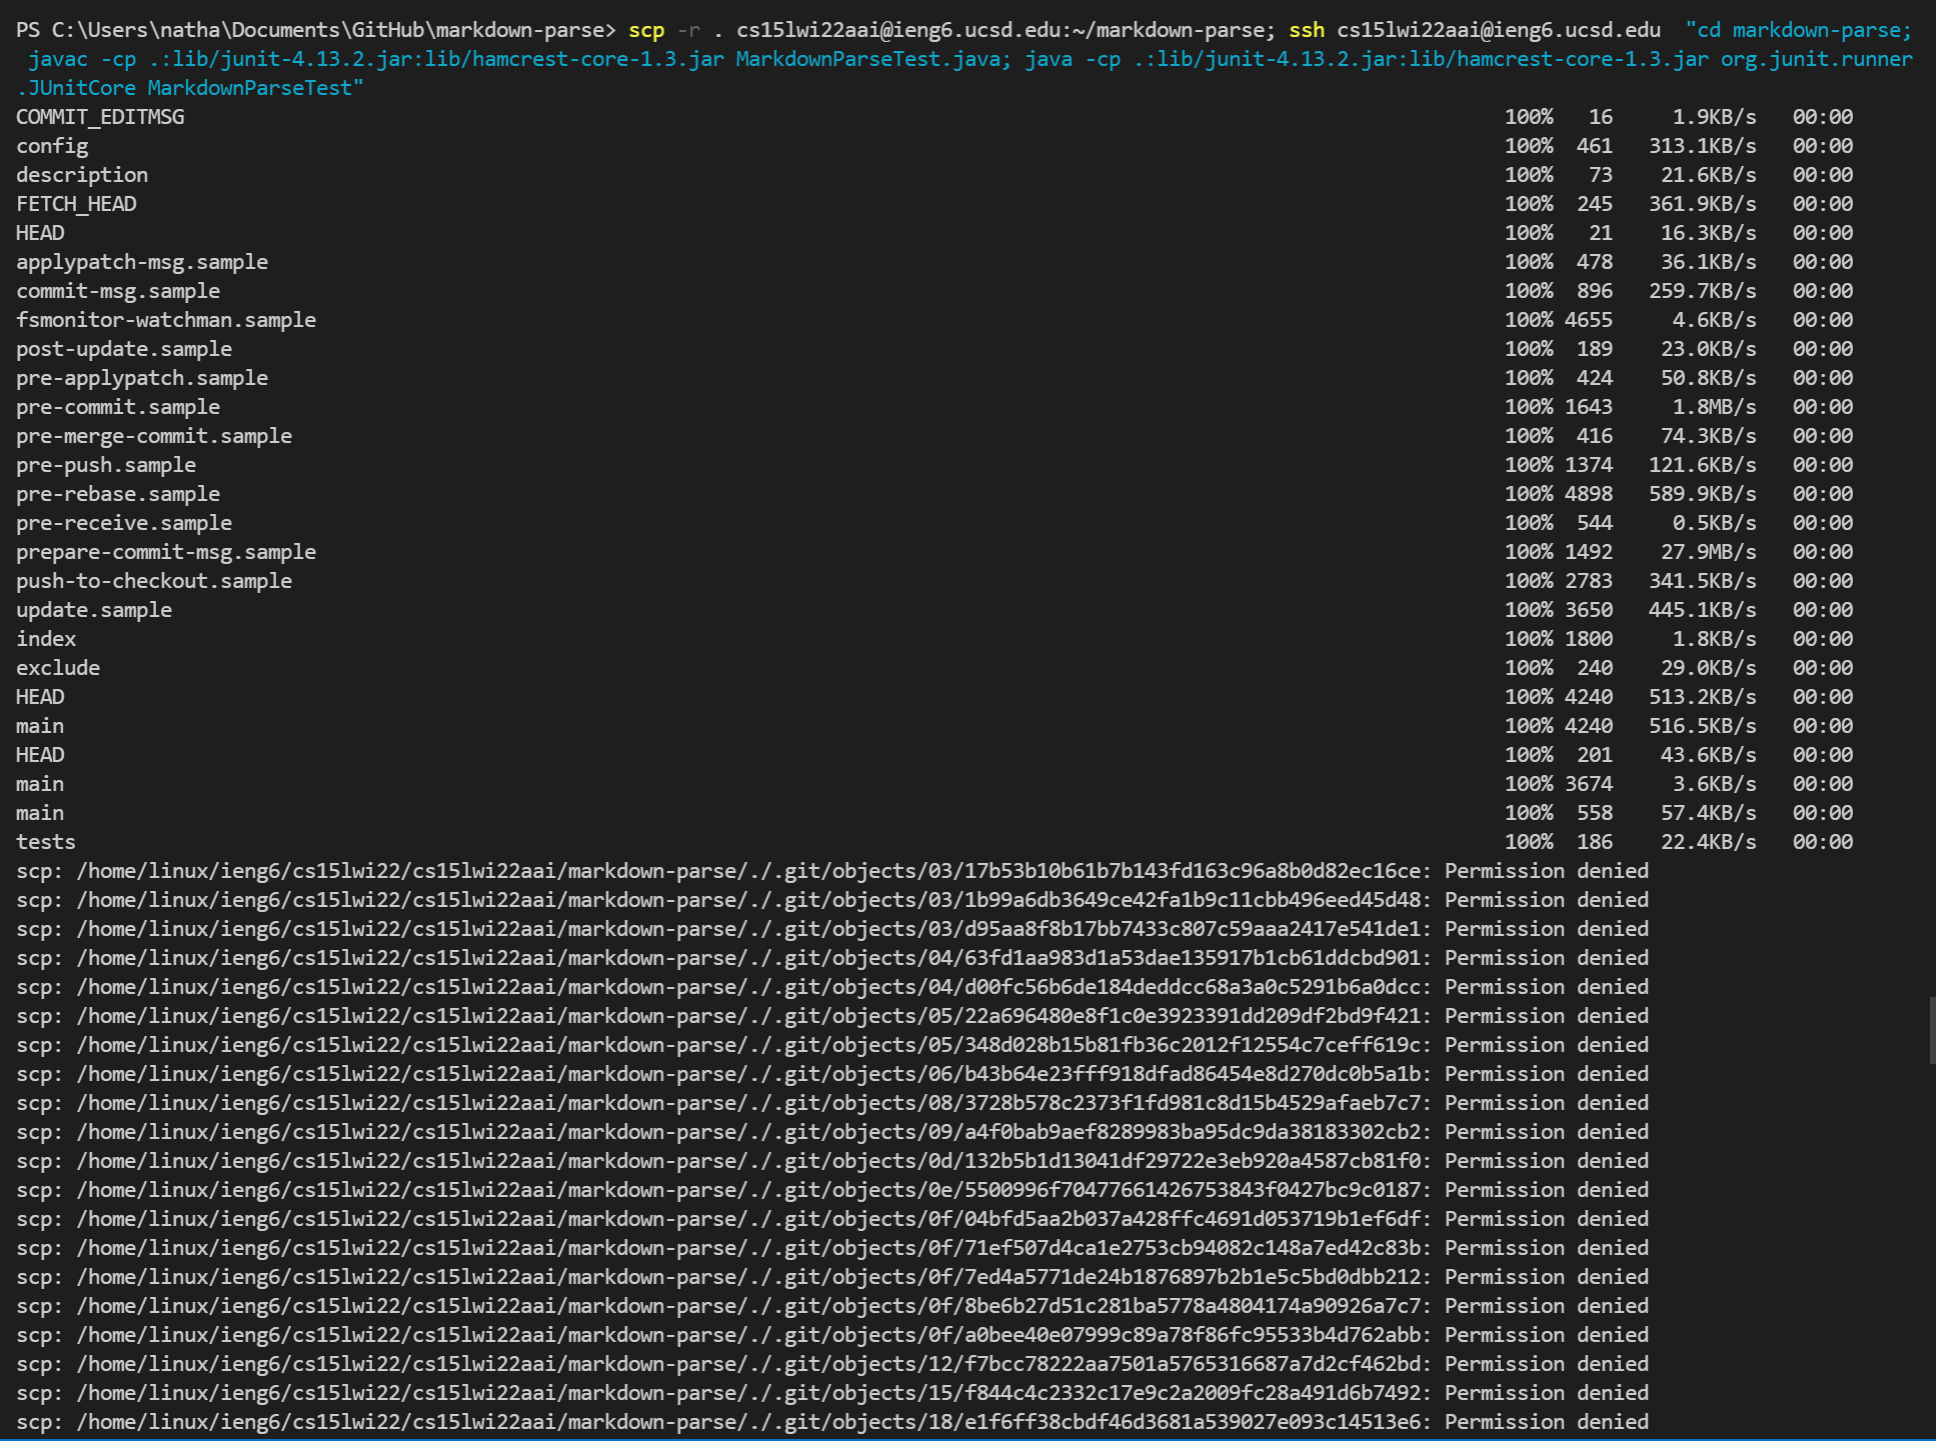 PS C:\Users\natha\Documents\GitHub\markdown-parse> scp -r . cs15lwi22aai@ieng6.ucsd.edu:~/markdown-parse; ssh cs15lwi22aai@ieng6.ucsd.edu  "cd markdown-parse;
 javac -cp .:lib/junit-4.13.2.jar:lib/hamcrest-core-1.3.jar MarkdownParseTest.java; java -cp .:lib/junit-4.13.2.jar:lib/hamcrest-core-1.3.jar org.junit.runner
.JUnitCore MarkdownParseTest"
COMMIT_EDITMSG 100% 16 1.9KB/s 00:00
config 100% 461 313.1KB/s 00:00
description 100% 73 21.6KB/s 00:00
FETCH_HEAD 100% 245 361.9KB/s 00:00
HEAD 100% 21 16.3KB/s 00:00
applypatch-msg.sample 100% 478 36.1KB/s 00:00
commit-msg.sample 100% 896 259.7KB/s 00:00
fsmonitor-watchman.sample 100% 4655 4.6KB/s 00:00
post-update.sample 100% 189 23.0KB/s 00:00
pre-applypatch.sample 100% 424 50.8KB/s 00:00
pre-commit.sample 100% 1643 1.8MB/s 00:00
pre-merge-commit.sample 100% 416 74.3KB/s 00:00
pre-push.sample 100% 1374 121.6KB/s 00:00
pre-rebase.sample 100% 4898 589.9KB/s 00:00
pre-receive.sample 100% 544 0.5KB/s 00:00
prepare-commit-msg.sample 100% 1492 27.9MB/s 00:00
push-to-checkout.sample 100% 2783 341.5KB/s 00:00
update.sample 100% 3650 445.1KB/s 00:00
index 100% 1800 1.8KB/s 00:00
exclude 100% 240 29.0KB/s 00:00
HEAD 100% 4240 513.2KB/s 00:00
main 100% 4240 516.5KB/s 00:00
HEAD 100% 201 43.6KB/s 00:00
main 100% 3674 3.6KB/s 00:00
main 100% 558 57.4KB/s 00:00
tests 100% 186 22.4KB/s 00:00
scp: /home/linux/ieng6/cs15lwi22/cs15lwi22aai/markdown-parse/./.git/objects/03/17b53b10b61b7b143fd163c96a8b0d82ec16ce: Permission denied
scp: /home/linux/ieng6/cs15lwi22/cs15lwi22aai/markdown-parse/./.git/objects/03/1b99a6db3649ce42fa1b9c11cbb496eed45d48: Permission denied
scp: /home/linux/ieng6/cs15lwi22/cs15lwi22aai/markdown-parse/./.git/objects/03/d95aa8f8b17bb7433c807c59aaa2417e541de1: Permission denied
scp: /home/linux/ieng6/cs15lwi22/cs15lwi22aai/markdown-parse/./.git/objects/04/63fd1aa983d1a53dae135917b1cb61ddcbd901: Permission denied
scp: /home/linux/ieng6/cs15lwi22/cs15lwi22aai/markdown-parse/./.git/objects/04/d00fc56b6de184deddcc68a3a0c5291b6a0dcc: Permission denied
scp: /home/linux/ieng6/cs15lwi22/cs15lwi22aai/markdown-parse/./.git/objects/05/22a696480e8f1c0e3923391dd209df2bd9f421: Permission denied
scp: /home/linux/ieng6/cs15lwi22/cs15lwi22aai/markdown-parse/./.git/objects/05/348d028b15b81fb36c2012f12554c7ceff619c: Permission denied
scp: /home/linux/ieng6/cs15lwi22/cs15lwi22aai/markdown-parse/./.git/objects/06/b43b64e23fff918dfad86454e8d270dc0b5a1b: Permission denied
scp: /home/linux/ieng6/cs15lwi22/cs15lwi22aai/markdown-parse/./.git/objects/08/3728b578c2373f1fd981c8d15b4529afaeb7c7: Permission denied
scp: /home/linux/ieng6/cs15lwi22/cs15lwi22aai/markdown-parse/./.git/objects/09/a4f0bab9aef8289983ba95dc9da38183302cb2: Permission denied
scp: /home/linux/ieng6/cs15lwi22/cs15lwi22aai/markdown-parse/./.git/objects/0d/132b5b1d13041df29722e3eb920a4587cb81f0: Permission denied
scp: /home/linux/ieng6/cs15lwi22/cs15lwi22aai/markdown-parse/./.git/objects/0e/5500996f70477661426753843f0427bc9c0187: Permission denied
scp: /home/linux/ieng6/cs15lwi22/cs15lwi22aai/markdown-parse/./.git/objects/0f/04bfd5aa2b037a428ffc4691d053719b1ef6df: Permission denied
scp: /home/linux/ieng6/cs15lwi22/cs15lwi22aai/markdown-parse/./.git/objects/0f/71ef507d4ca1e2753cb94082c148a7ed42c83b: Permission denied
scp: /home/linux/ieng6/cs15lwi22/cs15lwi22aai/markdown-parse/./.git/objects/0f/7ed4a5771de24b1876897b2b1e5c5bd0dbb212: Permission denied
scp: /home/linux/ieng6/cs15lwi22/cs15lwi22aai/markdown-parse/./.git/objects/0f/8be6b27d51c281ba5778a4804174a90926a7c7: Permission denied
scp: /home/linux/ieng6/cs15lwi22/cs15lwi22aai/markdown-parse/./.git/objects/0f/a0bee40e07999c89a78f86fc95533b4d762abb: Permission denied
scp: /home/linux/ieng6/cs15lwi22/cs15lwi22aai/markdown-parse/./.git/objects/12/f7bcc78222aa7501a5765316687a7d2cf462bd: Permission denied
scp: /home/linux/ieng6/cs15lwi22/cs15lwi22aai/markdown-parse/./.git/objects/15/f844c4c2332c17e9c2a2009fc28a491d6b7492: Permission denied
scp: /home/linux/ieng6/cs15lwi22/cs15lwi22aai/markdown-parse/./.git/objects/18/e1f6ff38cbdf46d3681a539027e093c14513e6: Permission denied